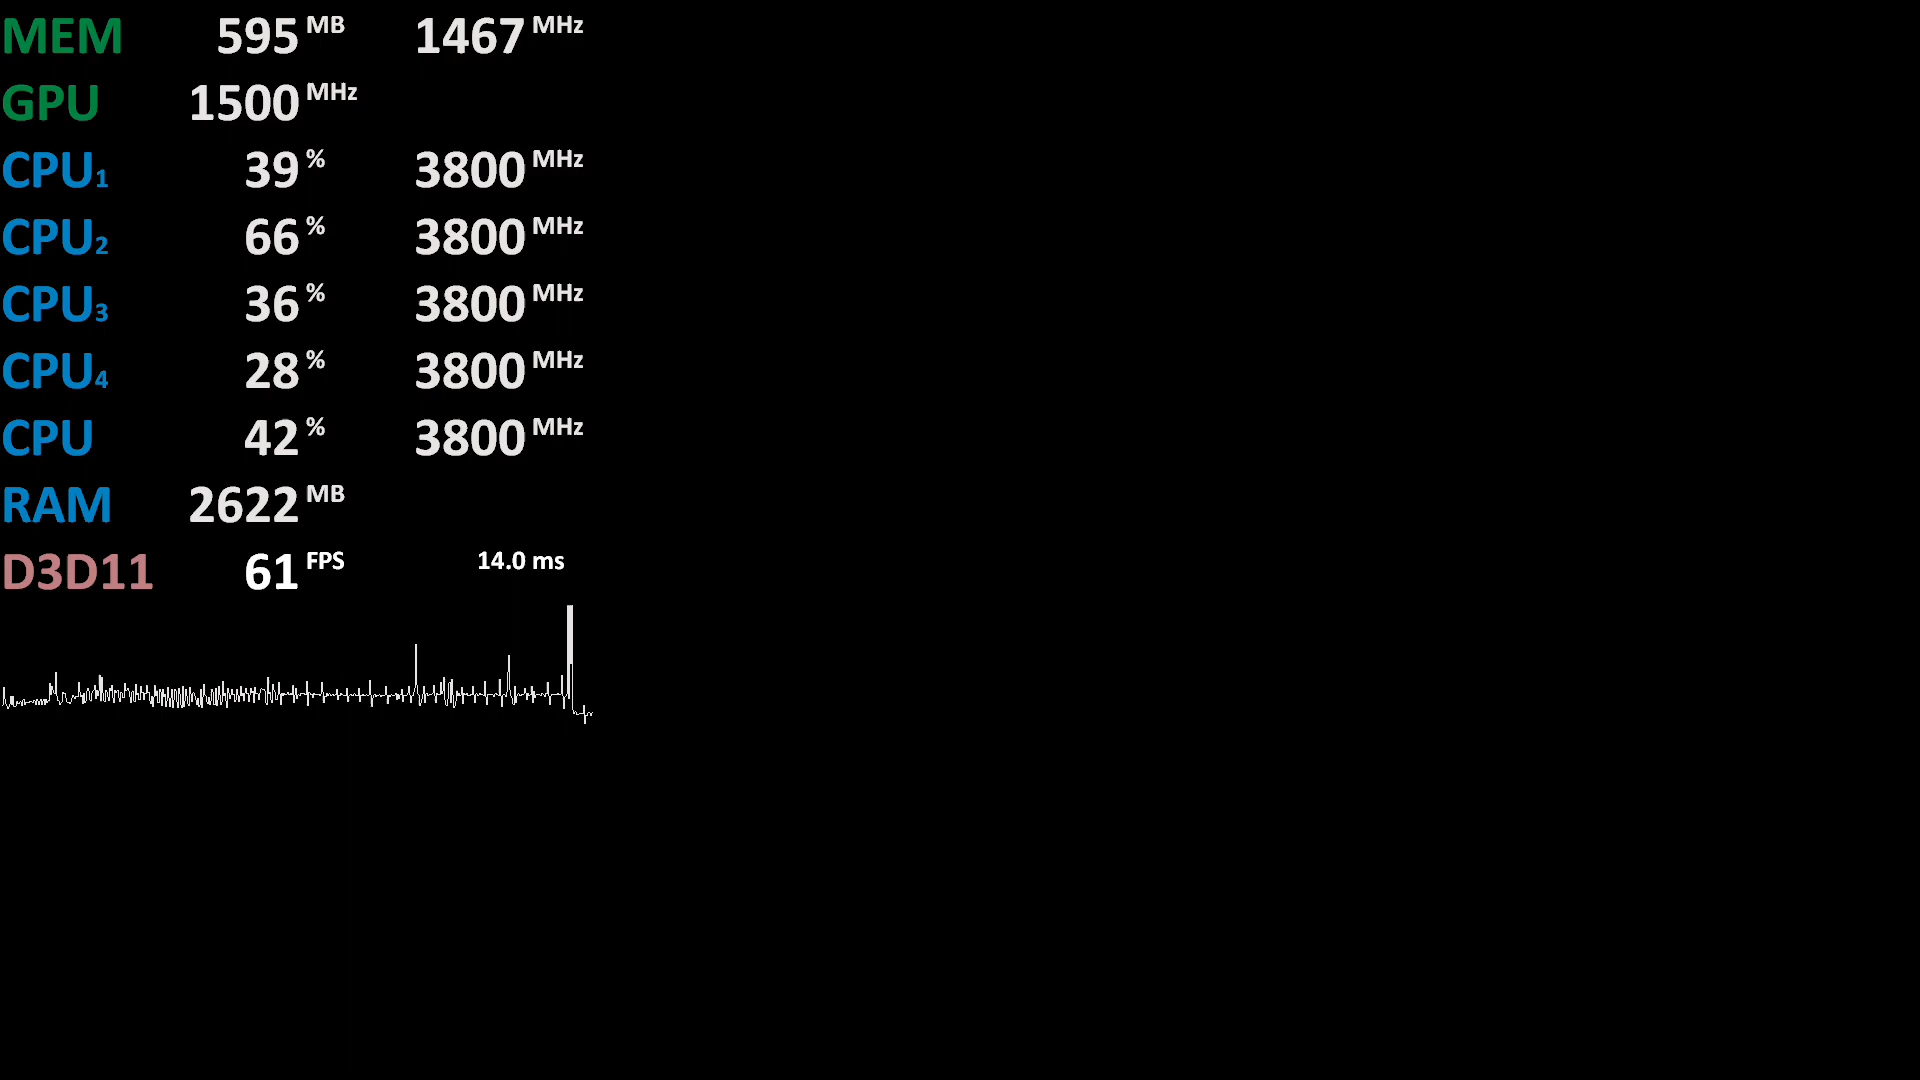 MEM 595 MB 1467 MHz
GPU 1500 MHz
CPU1 39 % 3800 MHz
CPU2 66 % 3800 MHz
CPU3 36 % 3800 MHz
CPU4 28 % 3800 MHz
CPU 42 % 3800 MHz
RAM 2622 MB
D3D11 61 FPS 14.0 ms